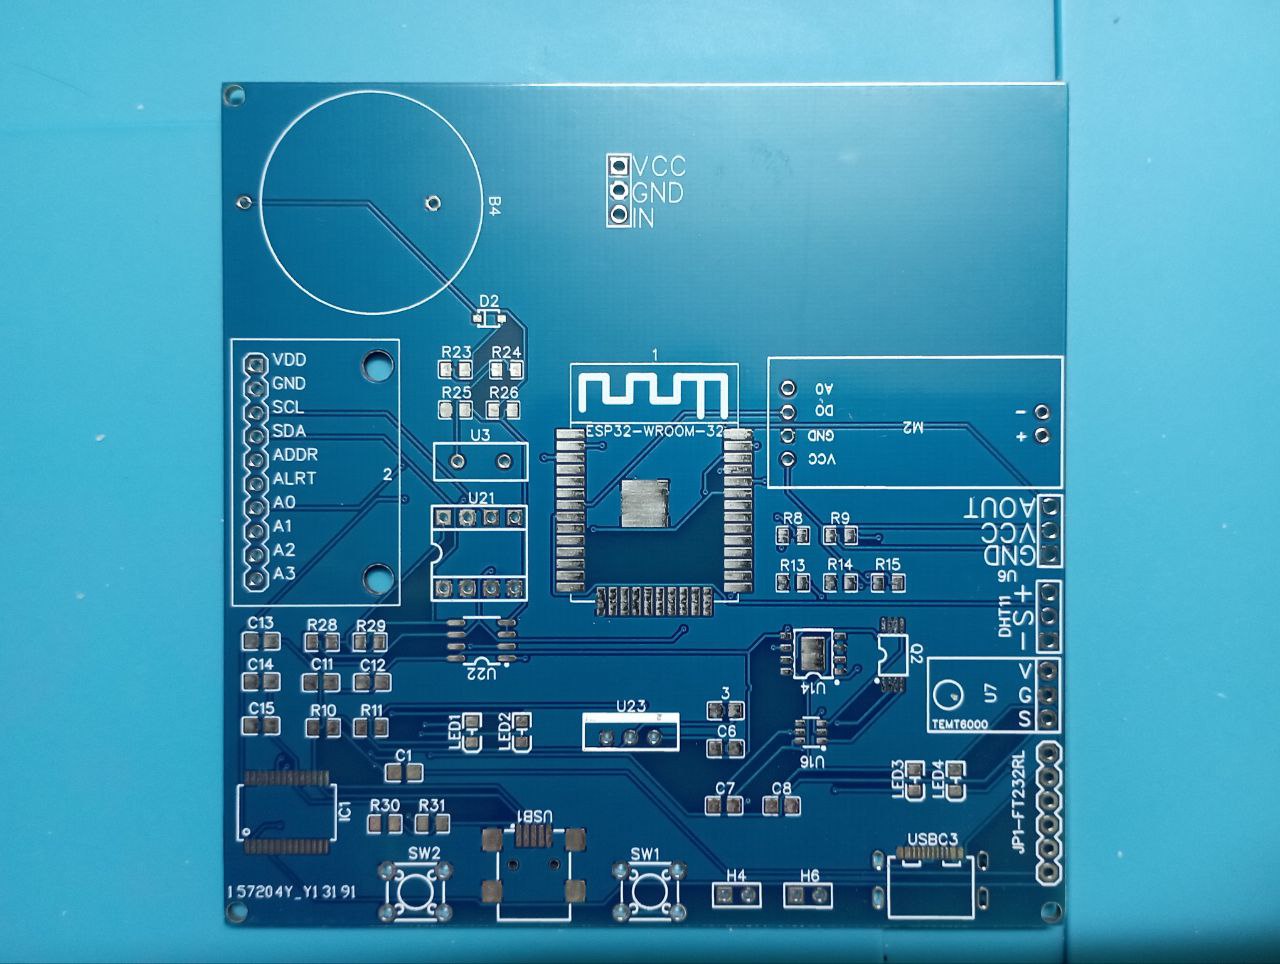 B4
VCC
GND
IN
D2
R23 R24
R25 R26
U3
U21
VDD
GND
SCL
SDA
ADDR
ALRT
A0
A1
A2
A3
2
1
ESP32-WROOM-32
A0
D0
GND
VCC
M2
-
+
AOUT
VCC
GND
U6
R8 R9
R13 R14 R15
DHT11
+
S
-
C13 R28 R29
C14 C11 C12
C15 R10 R11
U22
U14
Q2
V
G
S
U7
TEMT6000
LED1 LED2
U23
3
C6
U16
C1
C7 C8
LED3 LED4
JP1-FT232RL
IC1
R30 R31
USB1
USBC3
SW2 SW1
H4 H6
157204Y_Y13191